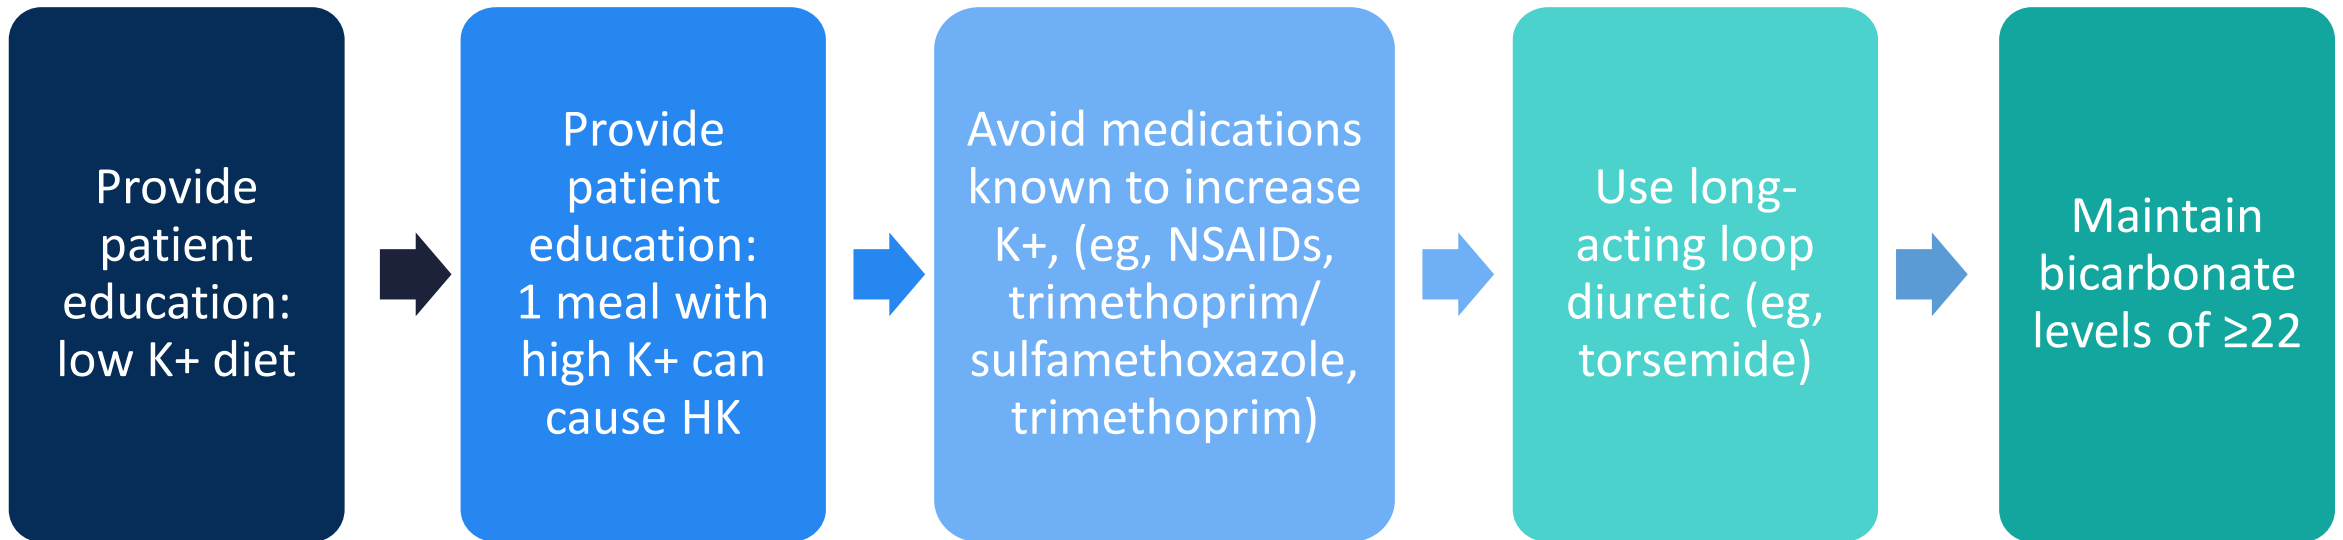 Provide
patient
education:
low K+ diet
Provide
patient
education:
1 meal with
high K+ can
cause HK
Avoid medications
known to increase
K+, (eg, NSAIDs,
trimethoprim/
sulfamethoxazole,
trimethoprim)
Use long-
acting loop
diuretic (eg,
torsemide)
Maintain
bicarbonate
levels of ≥22